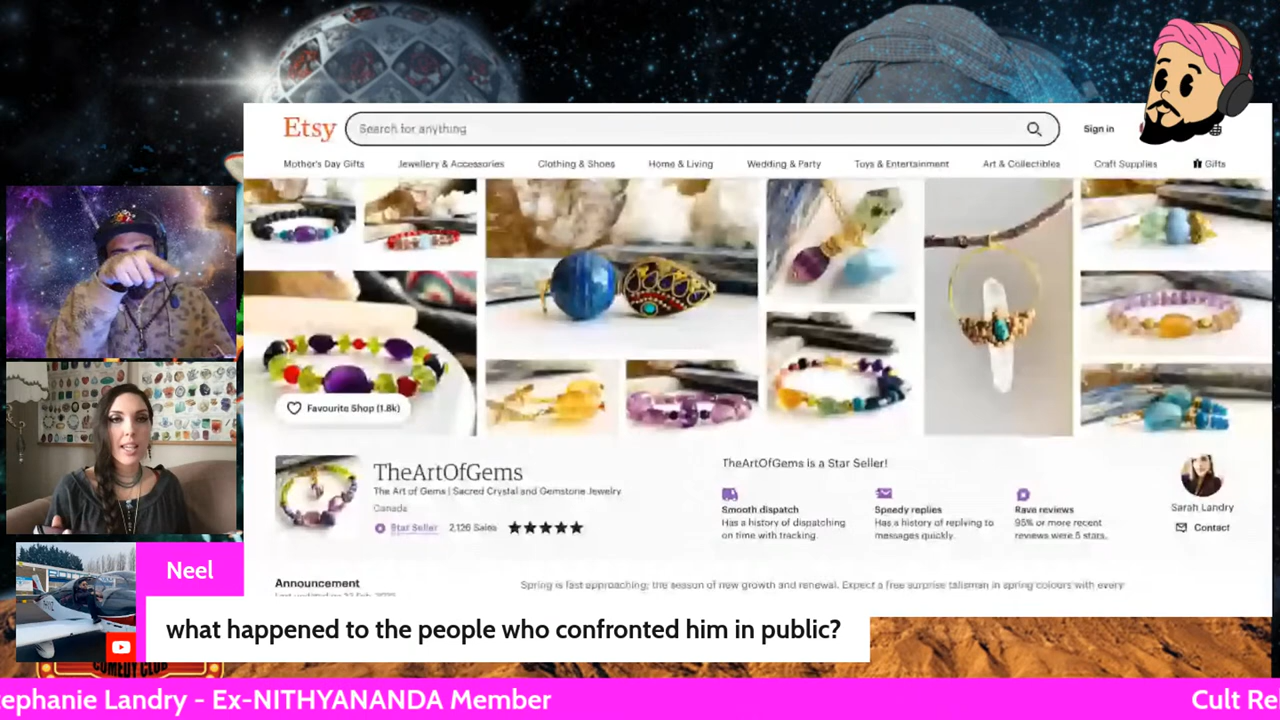 Etsy
Search for anything
Sign in
Mother's Day Gifts
Jewellery & Accessories
Clothing & Shoes
Home & Living
Wedding & Party
Toys & Entertainment
Art & Collectibles
Craft Supplies
Gifts
Favourite Shop (1.8k)
TheArtOfGems
The Art of Gems | Sacred Crystal and Gemstone Jewelry
Canada
Star Seller
2,126 Sales
TheArtOfGems is a Star Seller!
Smooth dispatch
Has a history of dispatching
on time with tracking.
Speedy replies
Has a history of replying to
messages quickly.
Rave reviews
95% or more recent
reviews were 5 stars.
Sarah Landry
Contact
Announcement
Spring is fast approaching; the season of new growth and renewal. Expect a free surprise talisman in spring colours with every
Neel
what happened to the people who confronted him in public?
COMEDY CLUB
tephanie Landry - Ex-NITHYANANDA Member
Cult Re